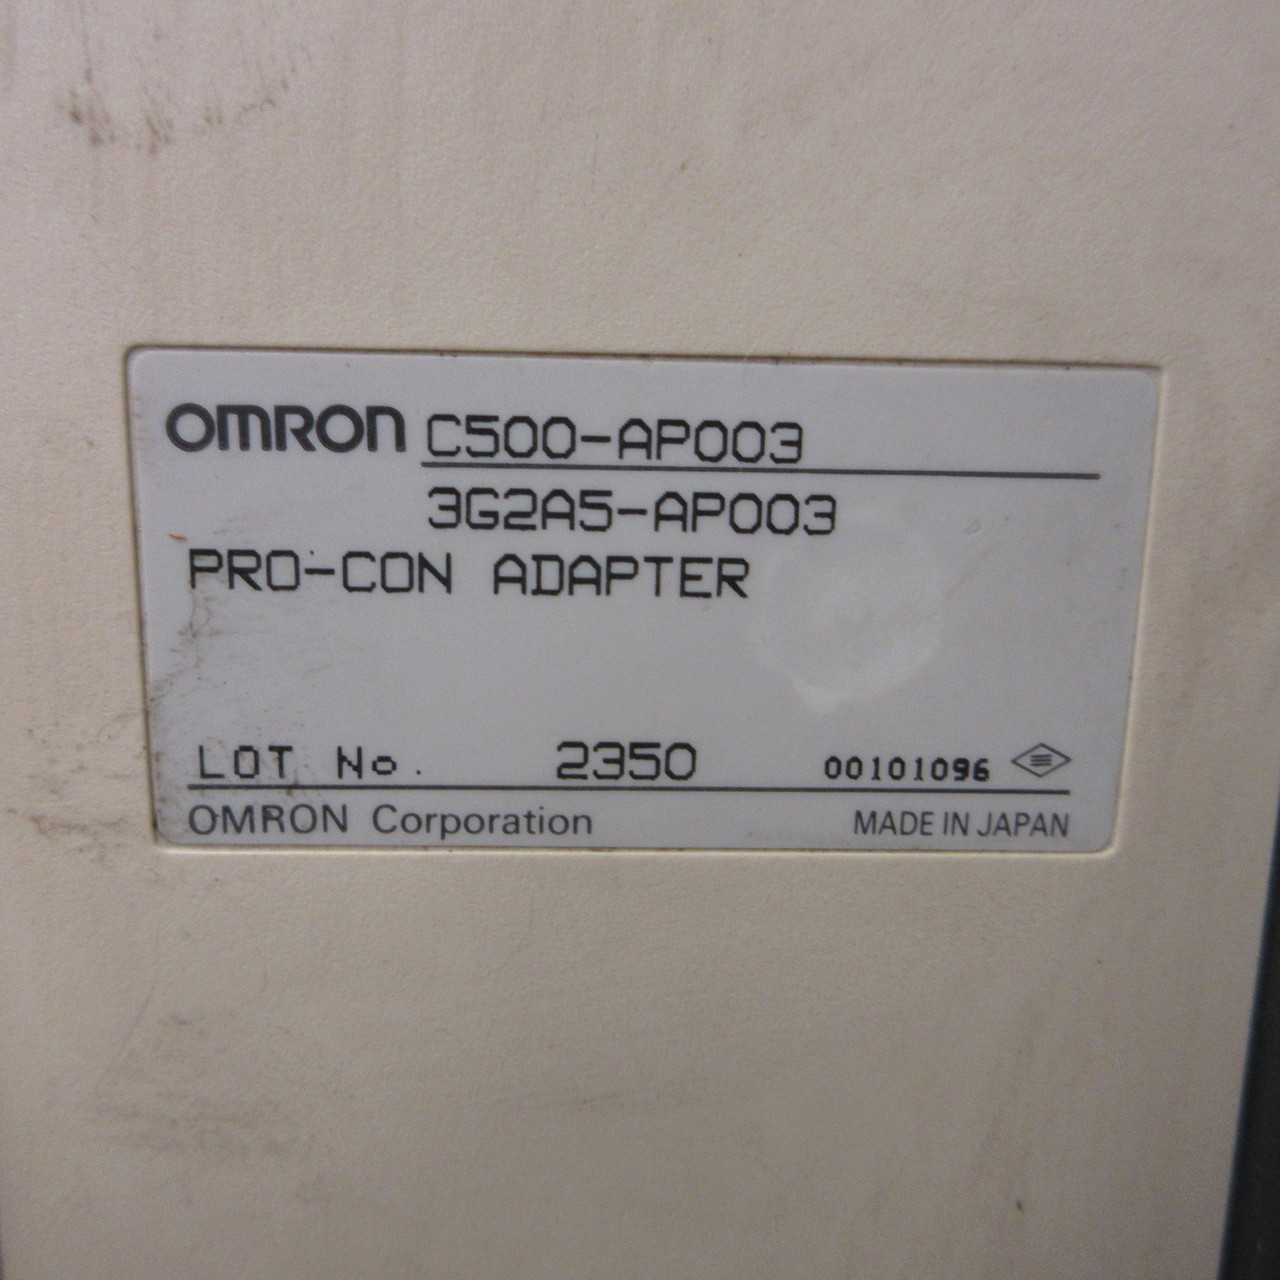 OMRON C500-AP003
3G2A5-AP003
PRO-CON ADAPTER
LOT No. 2350 00101096
OMRON Corporation MADE IN JAPAN